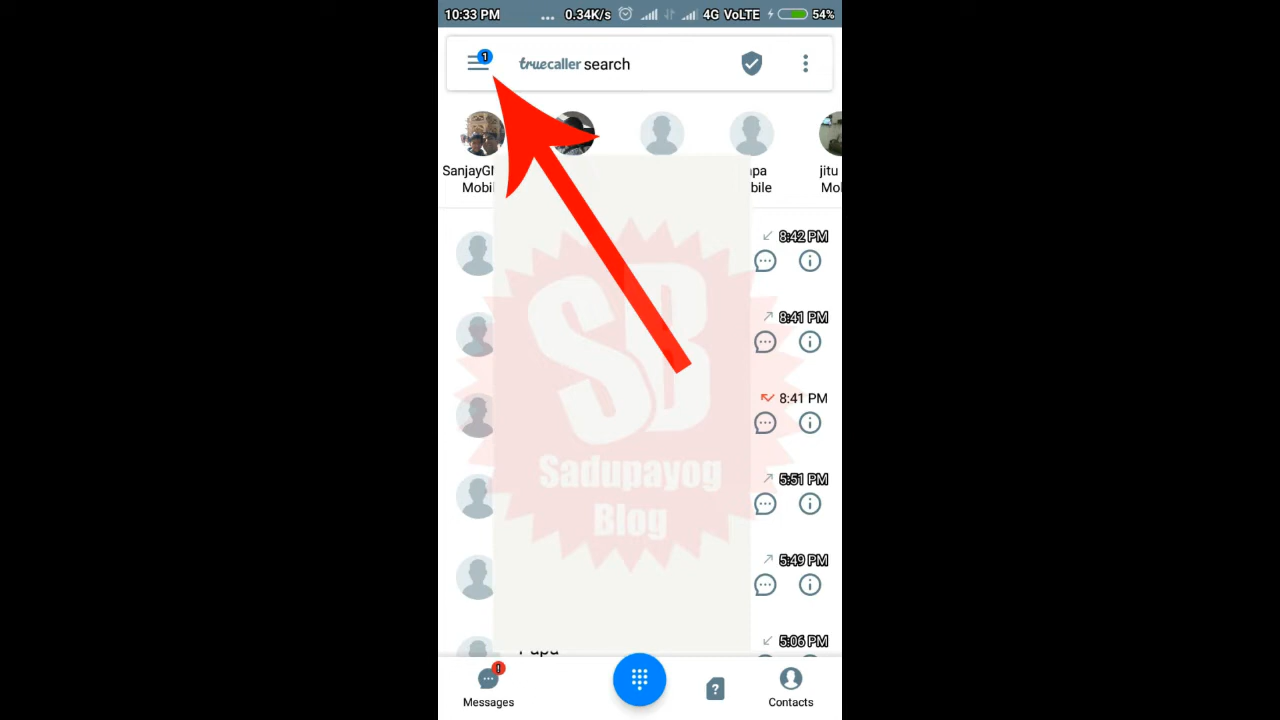 10:33 PM ... 0.34K/s 4G VoLTE 54%
1
truecaller search
SanjayG
Mobi
pa
bile
jitu
Mo
8:42 PM
8:41 PM
8:41 PM
5:51 PM
5:49 PM
5:06 PM
SB
Sadupayog
Blog
Papa
!
?
Messages
Contacts